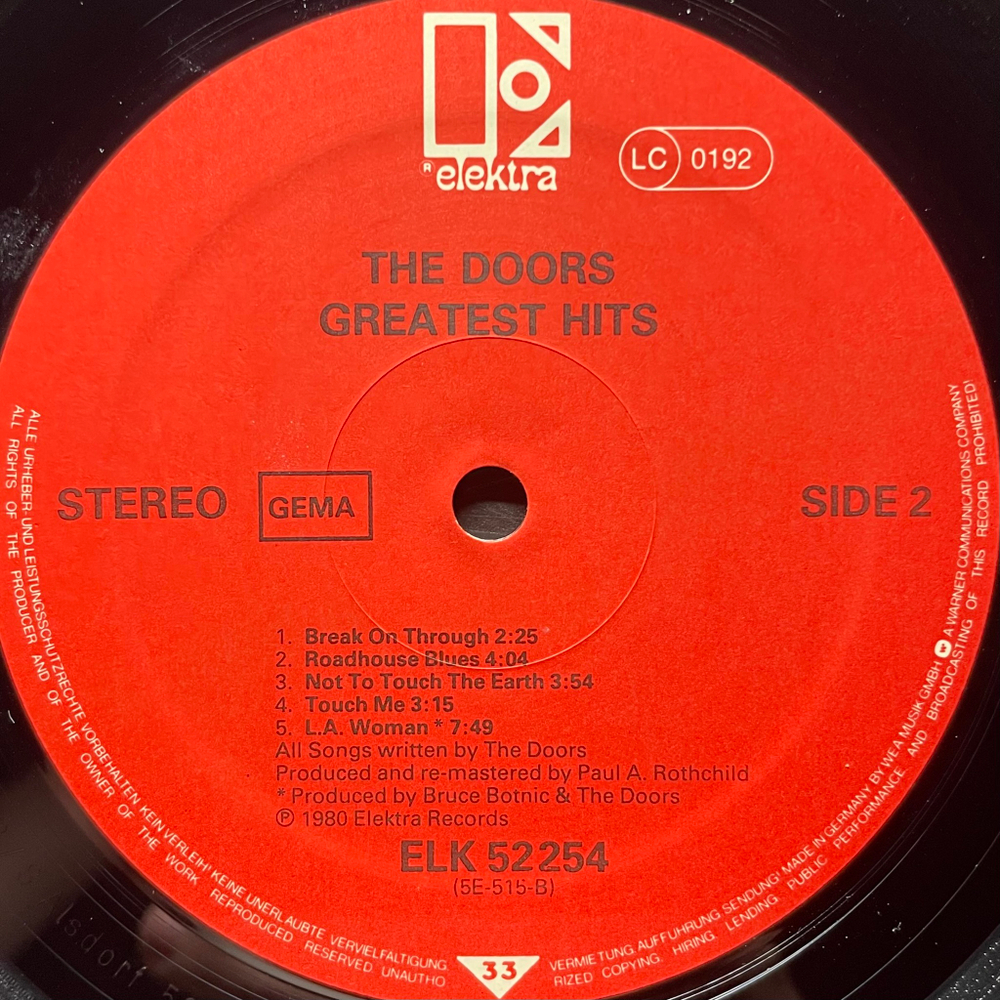 ® elektra
LC 0192
THE DOORS
GREATEST HITS
STEREO
GEMA
SIDE 2
1. Break On Through 2:25
2. Roadhouse Blues 4:04
3. Not To Touch The Earth 3:54
4. Touch Me 3:15
5. L.A. Woman * 7:49
All Songs written by The Doors
Produced and re-mastered by Paul A. Rothchild
* Produced by Bruce Botnic & The Doors
℗ 1980 Elektra Records
ELK 52254
(5E-515-B)
33
ALLE URHEBER- UND LEISTUNGSSCHUTZRECHTE VORBEHALTEN KEIN VERLEIH! KEINE UNERLAUBTE VERVIELFÄLTIGUNG. VERMIETUNG AUFFUHRUNG SENDUNG! MADE IN GERMANY BY WEA MUSIK GMBH A WARNER COMMUNICATIONS COMPANY
ALL RIGHTS OF THE PRODUCER AND OF THE OWNER OF THE WORK REPRODUCED RESERVED. UNAUTHORIZED COPYING. HIRING. LENDING PUBLIC PERFORMANCE AND BROADCASTING OF THIS RECORD PROHIBITED!